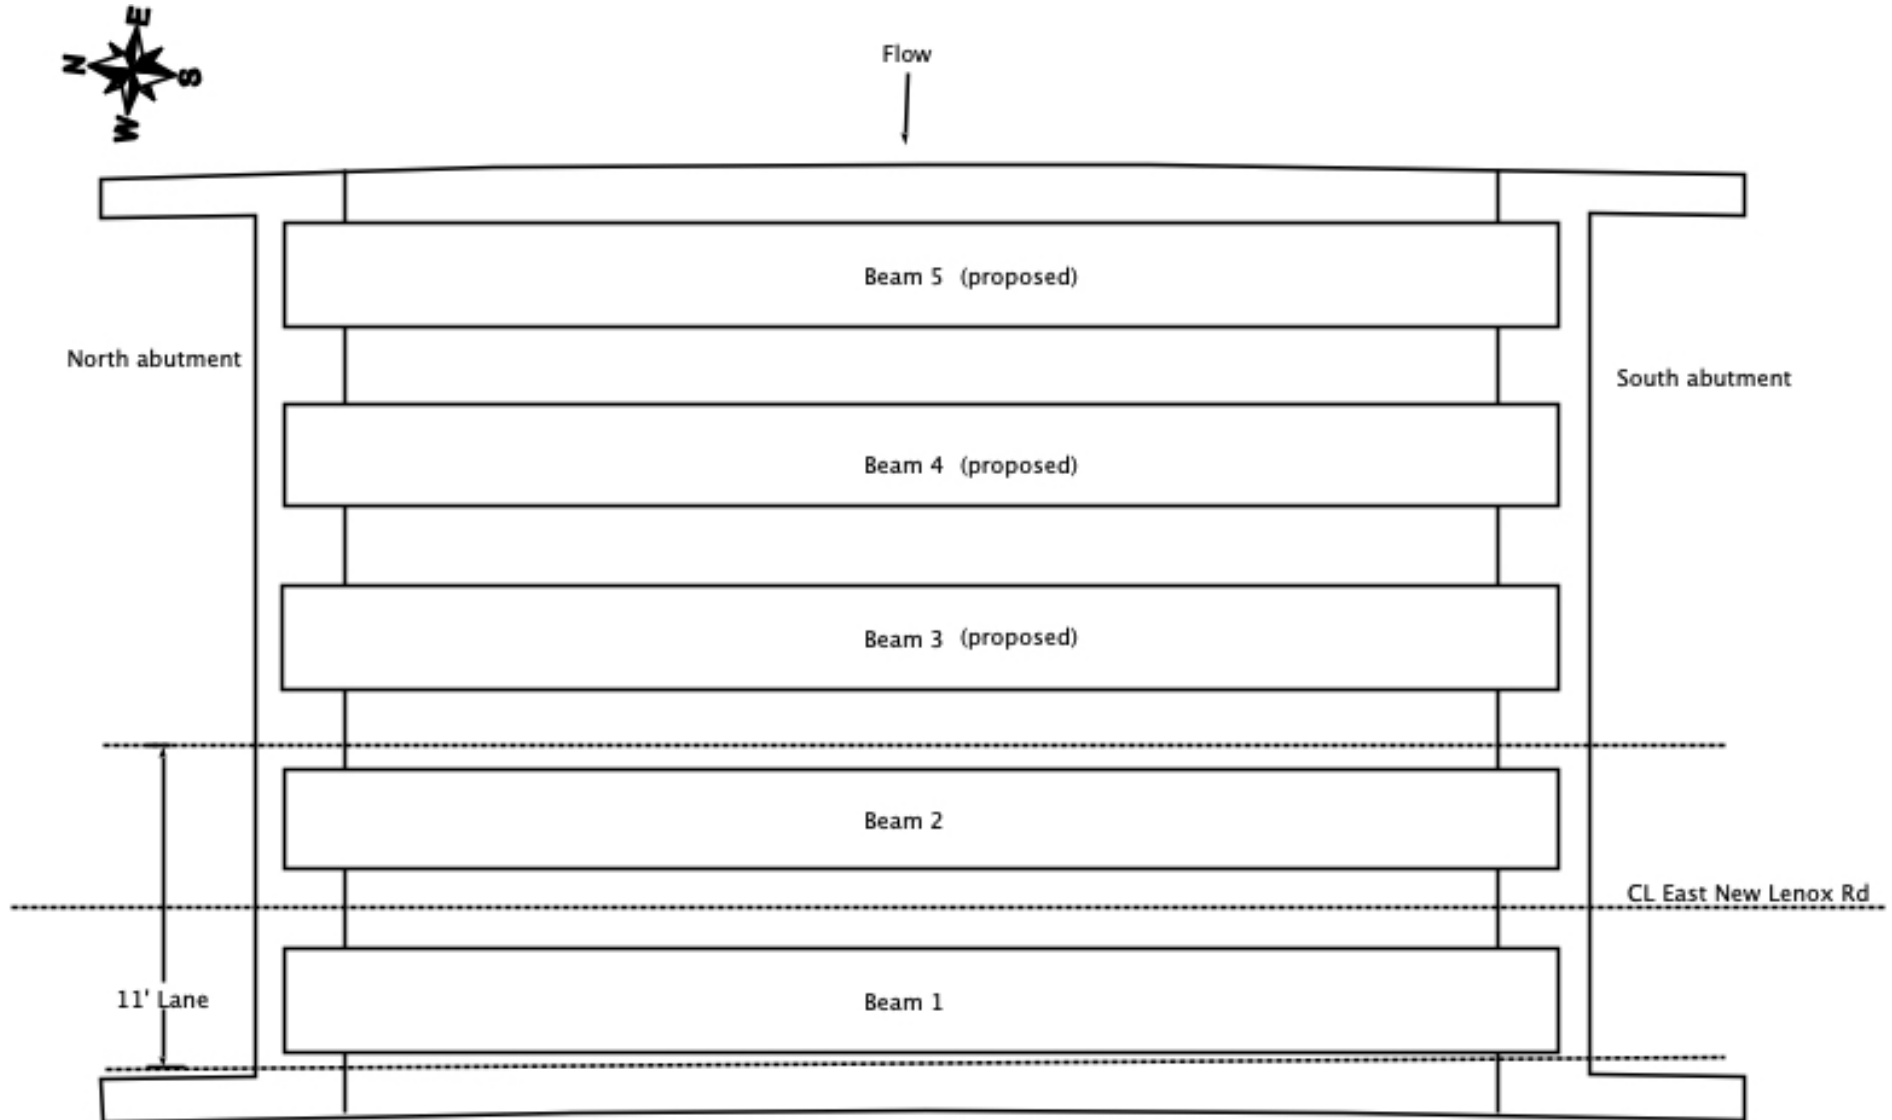 E
N
S
W
Flow
Beam 5 (proposed)
North abutment
South abutment
Beam 4 (proposed)
Beam 3 (proposed)
Beam 2
CL East New Lenox Rd
11' Lane
Beam 1